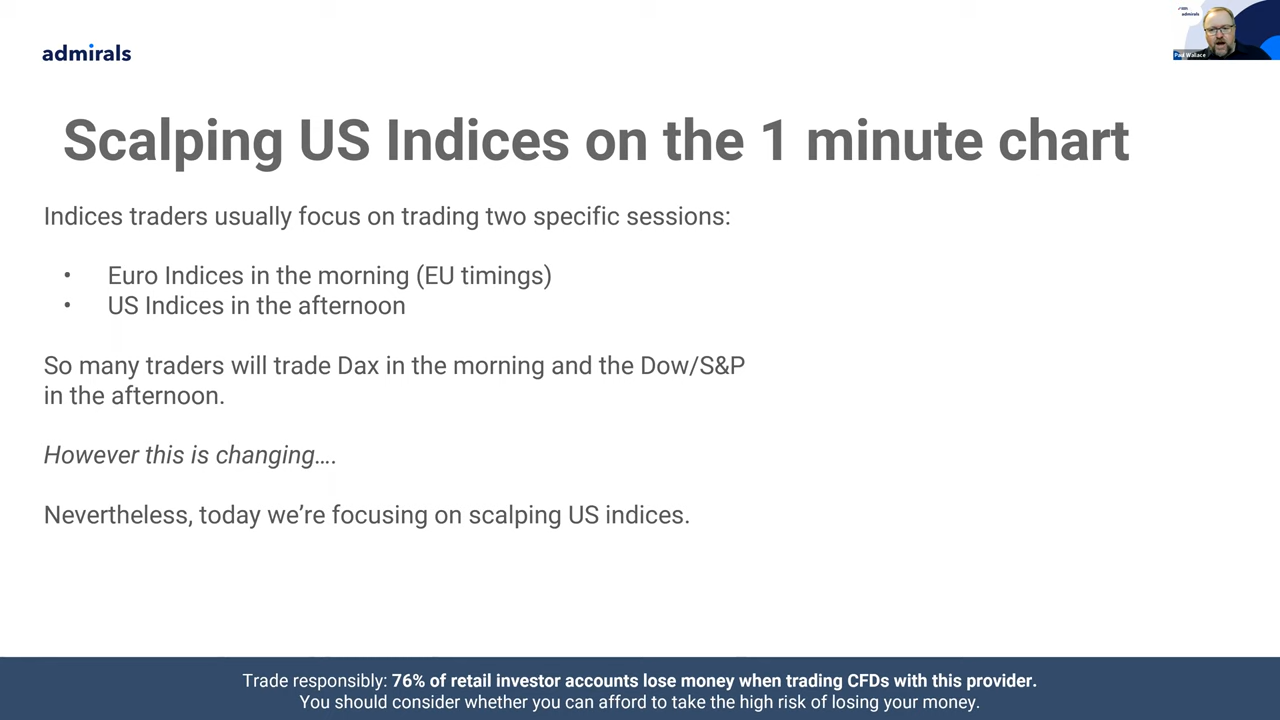 admirals
admirals
Paul Wallace
Scalping US Indices on the 1 minute chart
Indices traders usually focus on trading two specific sessions:
• Euro Indices in the morning (EU timings)
• US Indices in the afternoon
So many traders will trade Dax in the morning and the Dow/S&P
in the afternoon.
However this is changing....
Nevertheless, today we’re focusing on scalping US indices.
Trade responsibly: 76% of retail investor accounts lose money when trading CFDs with this provider.
You should consider whether you can afford to take the high risk of losing your money.